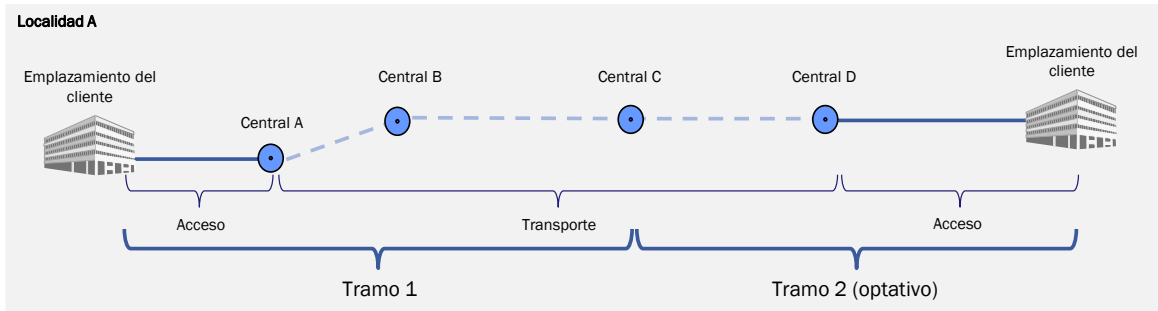 Localidad A
Emplazamiento del
cliente
Central A
Central B
Central C
Central D
Emplazamiento del
cliente
Acceso
Transporte
Acceso
Tramo 1
Tramo 2 (optativo)